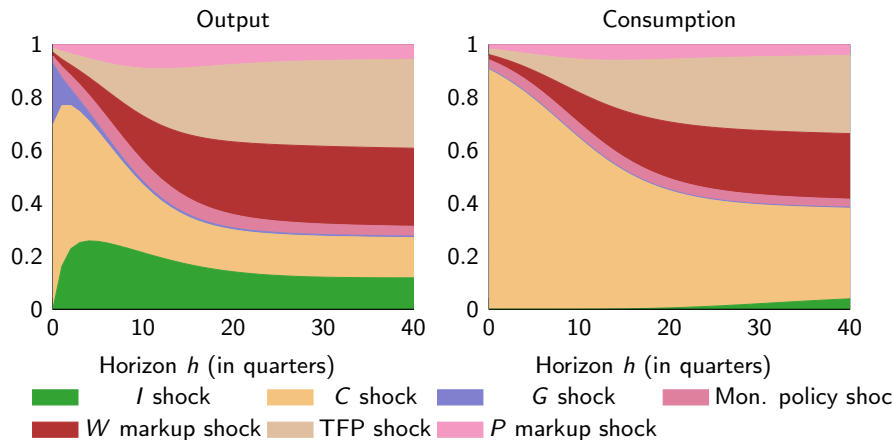 Output
Consumption
1
0.8
0.6
0.4
0.2
0
0 10 20 30 40
Horizon h (in quarters)
1
0.8
0.6
0.4
0.2
0
0 10 20 30 40
Horizon h (in quarters)
I shock C shock G shock Mon. policy shoc
W markup shock TFP shock P markup shock